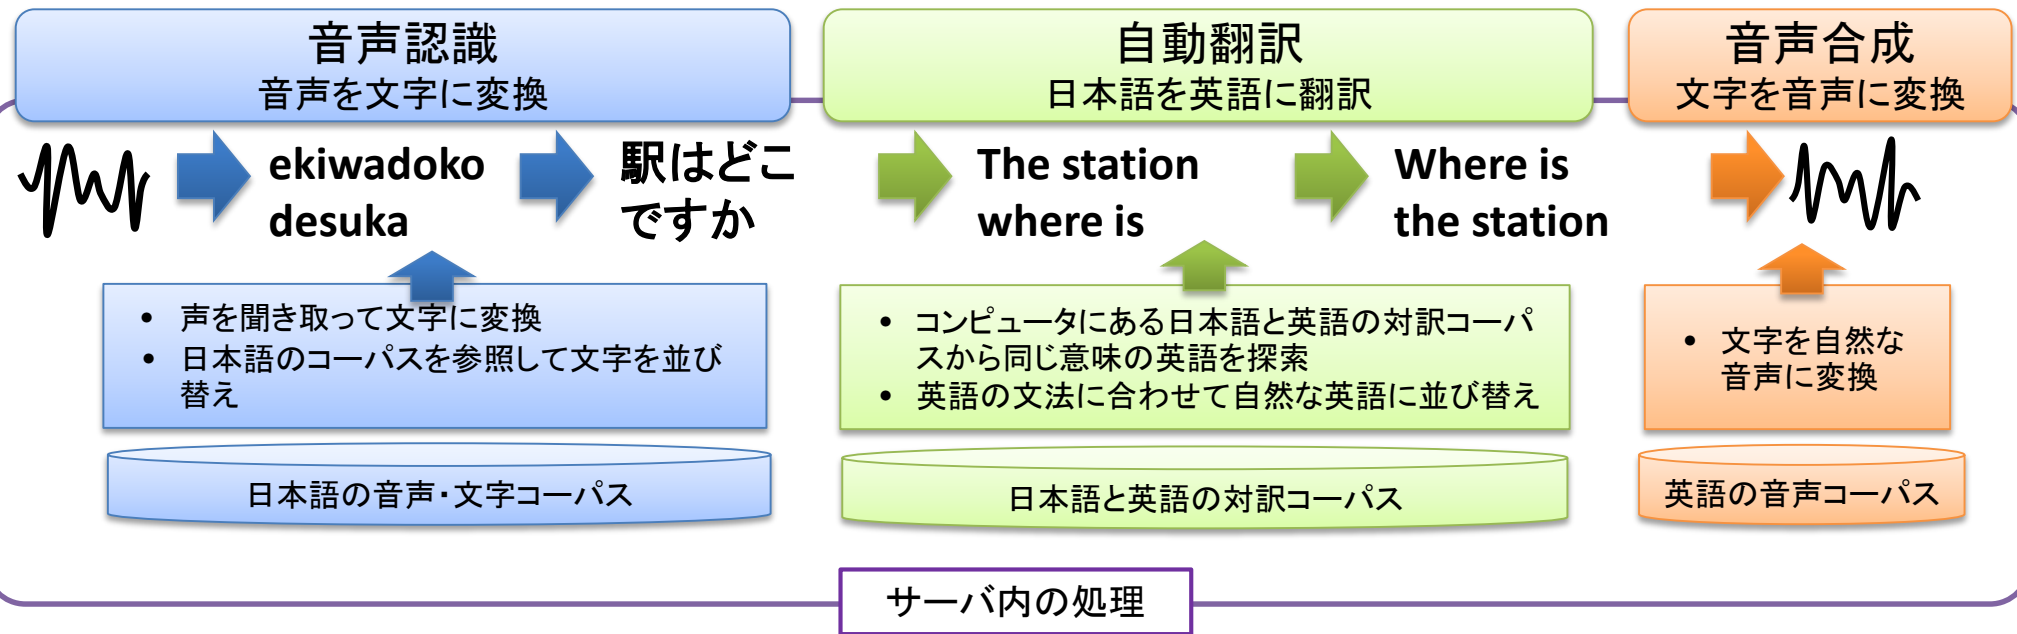 音声認識
音声を文字に変換
自動翻訳
日本語を英語に翻訳
音声合成
文字を音声に変換
ekiwadoko
desuka
駅はどこ
ですか
The station
where is
Where is
the station
• 声を聞き取って文字に変換
• 日本語のコーパスを参照して文字を並び
替え
• コンピュータにある日本語と英語の対訳コーパ
スから同じ意味の英語を探索
• 英語の文法に合わせて自然な英語に並び替え
• 文字を自然な
音声に変換
日本語の音声・文字コーパス
日本語と英語の対訳コーパス
英語の音声コーパス
サーバ内の処理